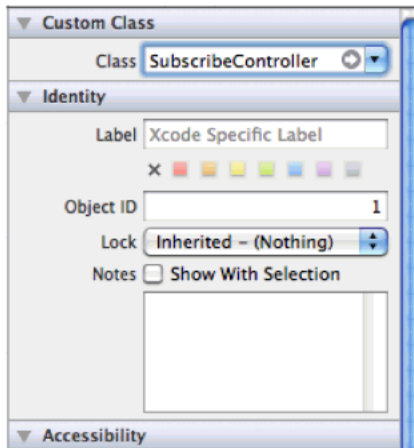 Custom Class
Class SubscribeController
Identity
Label Xcode Specific Label
Object ID 1
Lock Inherited - (Nothing)
Notes Show With Selection
Accessibility